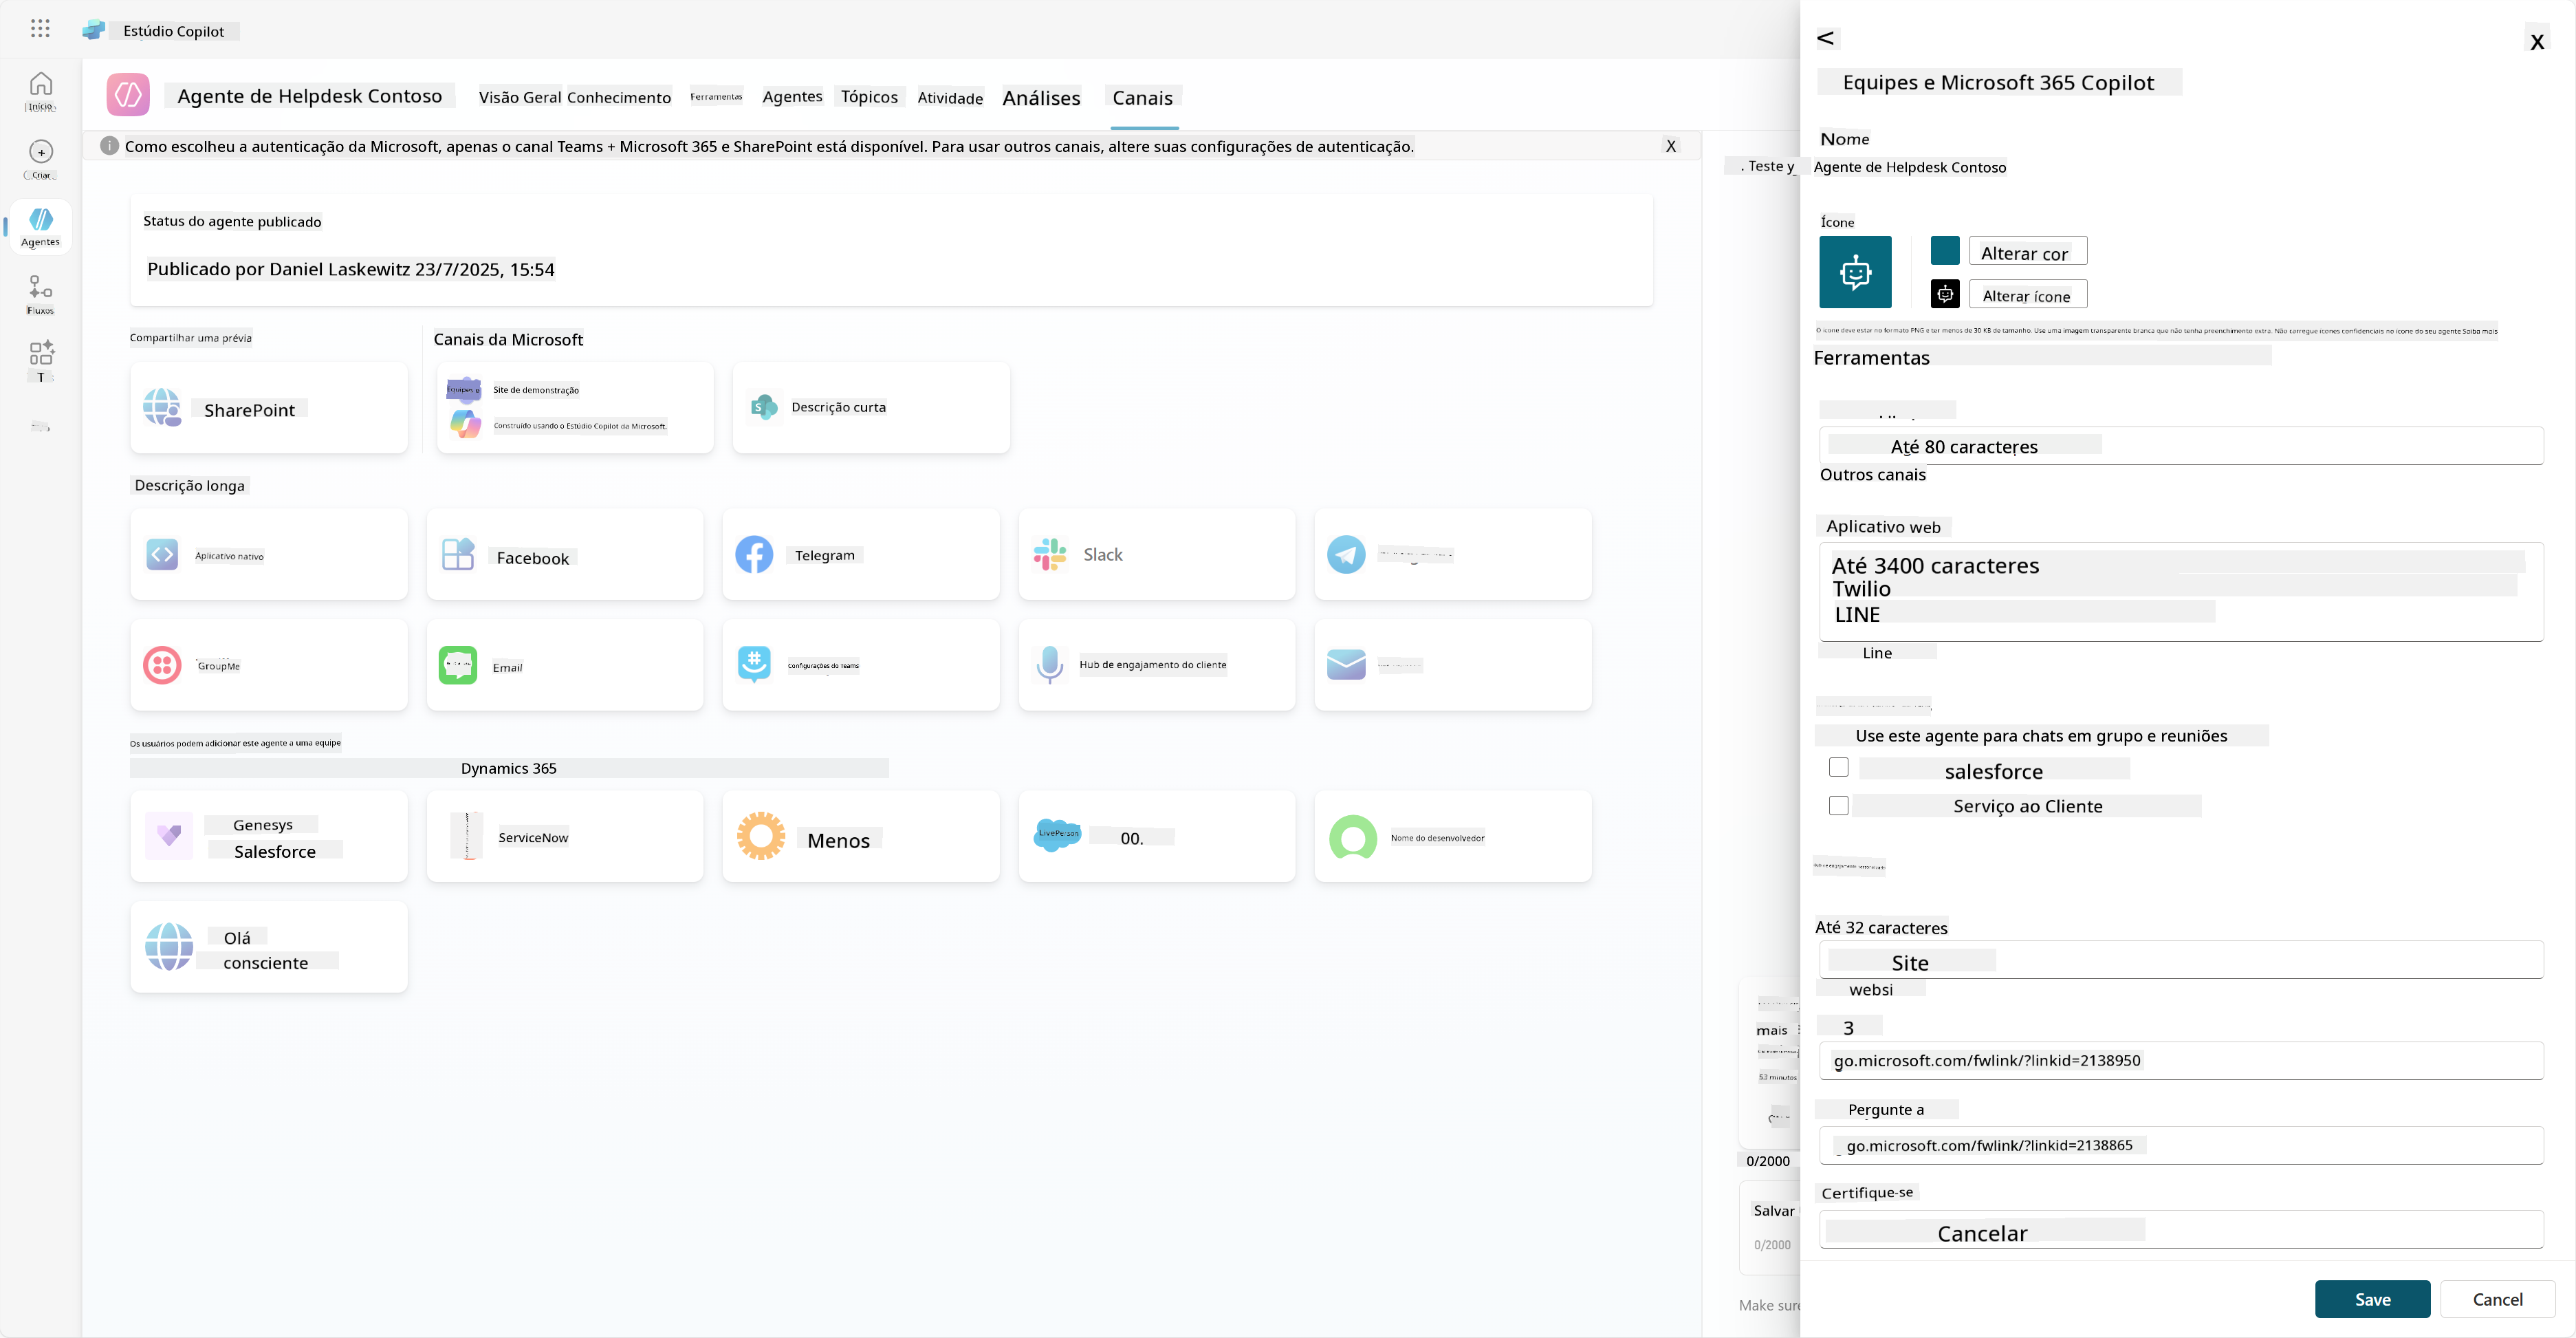 Estúdio Copilot
Início
Criar
Agentes
Fluxos
T
Agente de Helpdesk Contoso
Visão Geral
Conhecimento
Ferramentas
Agentes
Tópicos
Atividade
Análises
Canais
Como escolheu a autenticação da Microsoft, apenas o canal Teams + Microsoft 365 e SharePoint está disponível. Para usar outros canais, altere suas configurações de autenticação.
X
Status do agente publicado
Publicado por Daniel Laskewitz 23/7/2025, 15:54
Compartilhar uma prévia
Canais da Microsoft
SharePoint
Equipes e
Site de demonstração
Construído usando o Estúdio Copilot da Microsoft.
Descrição curta
Descrição longa
Aplicativo nativo
Facebook
Telegram
Slack
GroupMe
Email
Configurações do Teams
Hub de engajamento do cliente
Os usuários podem adicionar este agente a uma equipe
Dynamics 365
Genesys
Salesforce
ServiceNow
Menos
LivePerson
00.
Nome do desenvolvedor
Olá
consciente
. Teste y
mais
53 minutos
0/2000
Salvar
0/2000
Make sure
<
X
Equipes e Microsoft 365 Copilot
Nome
Agente de Helpdesk Contoso
Ícone
Alterar cor
Alterar ícone
O ícone deve estar no formato PNG e ter menos de 30 KB de tamanho. Use uma imagem transparente branca que não tenha preenchimento extra. Não carregue ícones confidenciais no ícone do seu agente Saiba mais
Ferramentas
Até 80 caracteres
Outros canais
Aplicativo web
Até 3400 caracteres
Twilio
LINE
Line
Use este agente para chats em grupo e reuniões
salesforce
Serviço ao Cliente
Até 32 caracteres
Site
websi
3
go.microsoft.com/fwlink/?linkid=2138950
Pergunte a
go.microsoft.com/fwlink/?linkid=2138865
Certifique-se
Cancelar
Save
Cancel